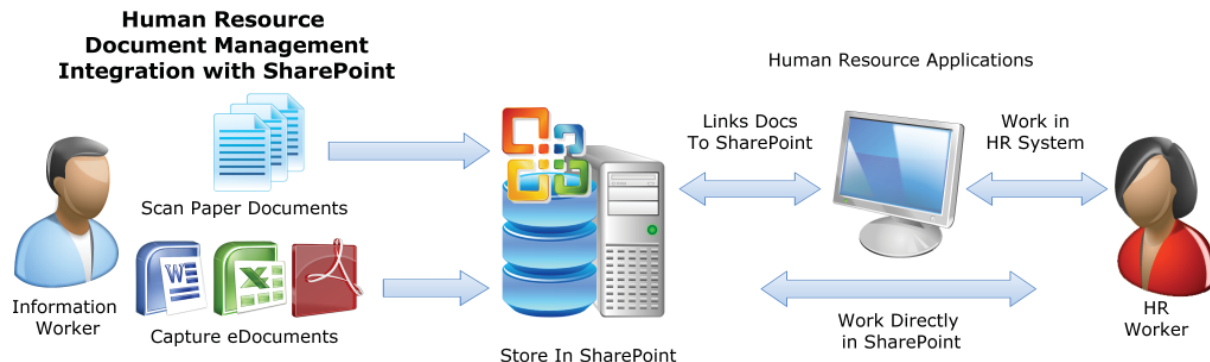 Human Resource
Document Management
Integration with SharePoint
Human Resource Applications
Links Docs
To SharePoint
Work in
HR System
Scan Paper Documents
W
X
Information
Worker
Capture eDocuments
Store In SharePoint
Work Directly
in SharePoint
HR
Worker